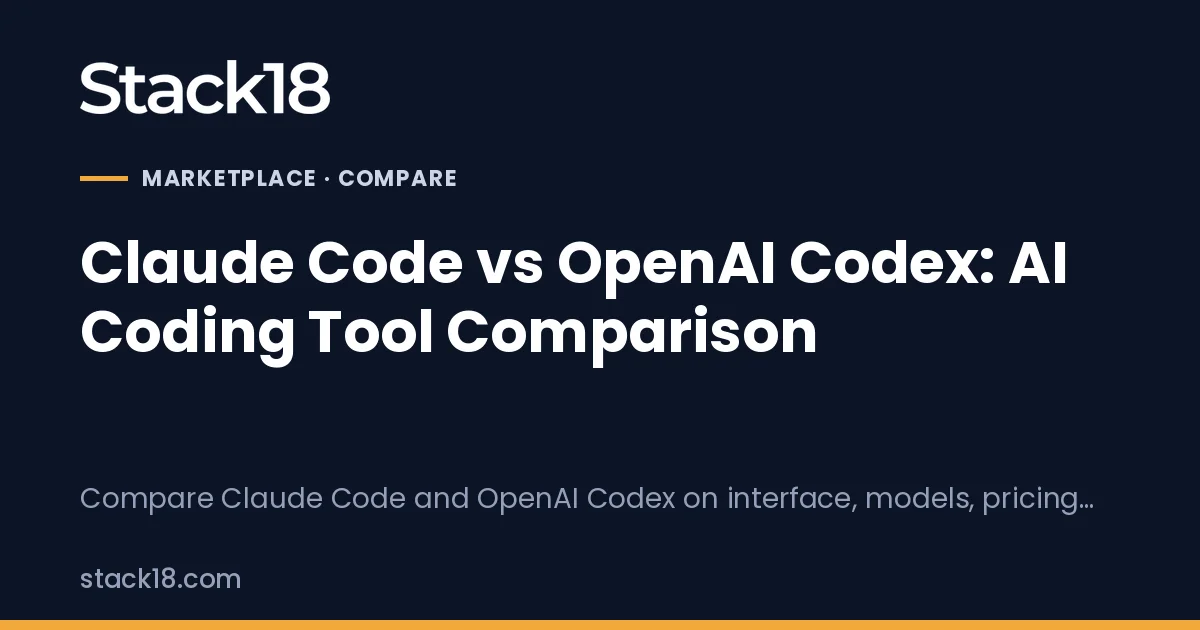 Stack18
MARKETPLACE · COMPARE
Claude Code vs OpenAI Codex: AI
Coding Tool Comparison
Compare Claude Code and OpenAI Codex on interface, models, pricing…
stack18.com